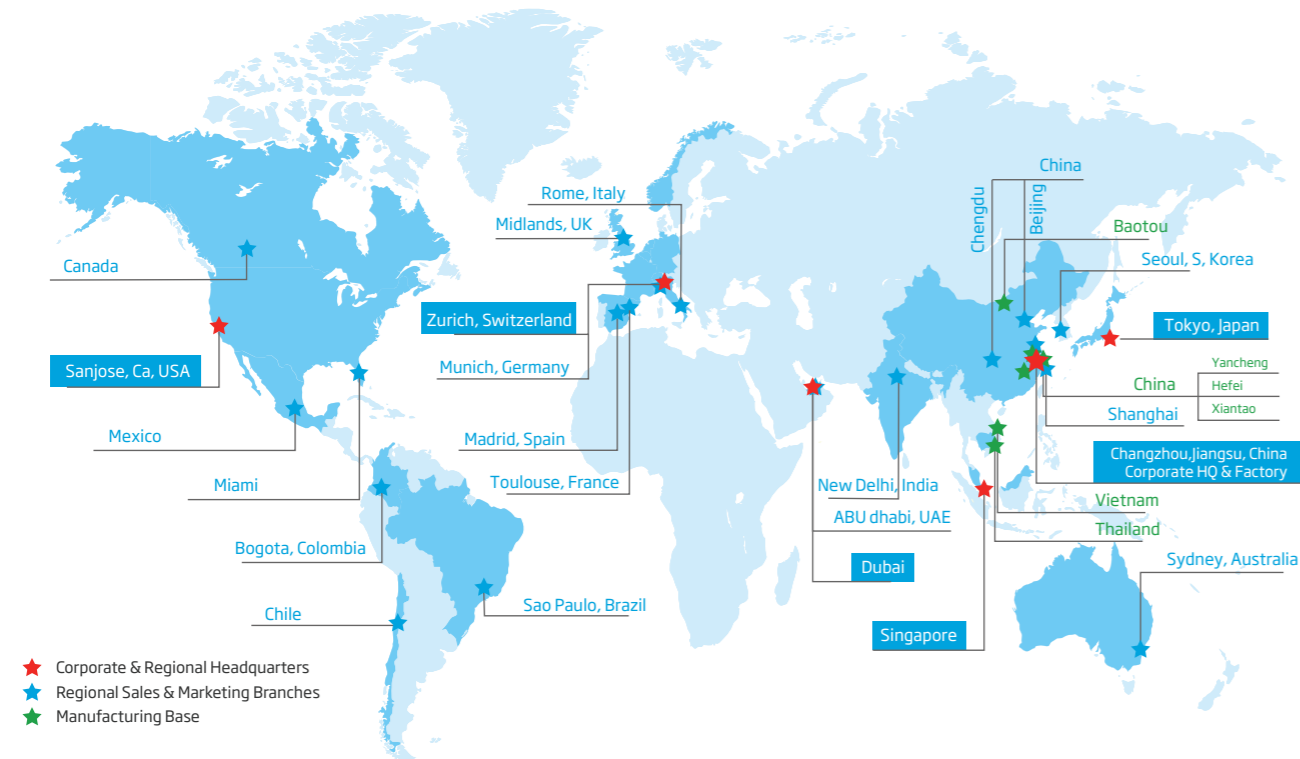 China
Chengdu
Beijing
Rome, Italy
Midlands, UK
Baotou
Seoul, S, Korea
Canada
Zurich, Switzerland
Tokyo, Japan
Sanjose, Ca, USA
Munich, Germany
Yancheng
China
Hefei
Xiantao
Shanghai
Mexico
Madrid, Spain
Changzhou,Jiangsu, China
Corporate HQ & Factory
Miami
Toulouse, France
New Delhi, India
Vietnam
ABU dhabi, UAE
Thailand
Bogota, Colombia
Dubai
Sydney, Australia
Chile
Sao Paulo, Brazil
Singapore
Corporate & Regional Headquarters
Regional Sales & Marketing Branches
Manufacturing Base